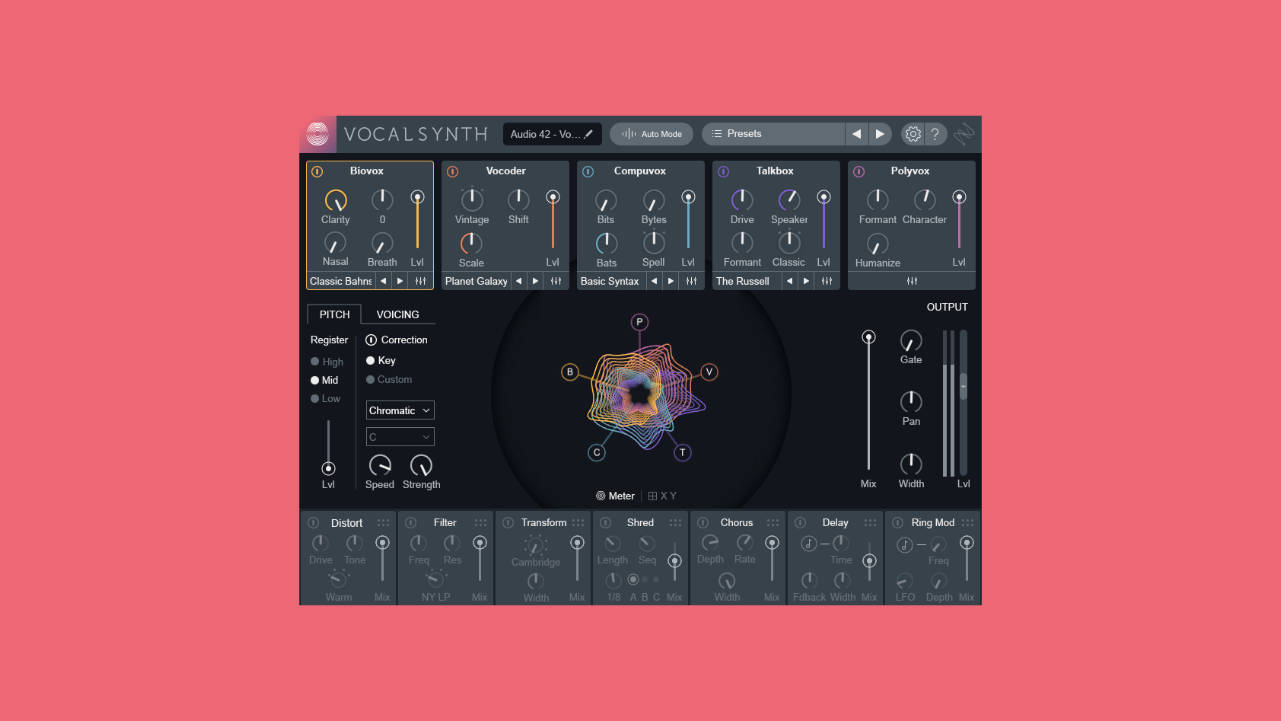 VOCALSYNTH
Audio 42 - Vo...
Auto Mode
Presets
?
Biovox
Clarity
0
Nasal
Breath
Lvl
Classic Bahns
Vocoder
Vintage
Shift
Scale
Lvl
Planet Galaxy
Compuvox
Bits
Bytes
Bats
Spell
Lvl
Basic Syntax
Talkbox
Drive
Speaker
Formant
Classic
Lvl
The Russell
Polyvox
Formant
Character
Humanize
Lvl
PITCH
VOICING
Register
High
Mid
Low
Lvl
Correction
Key
Custom
Chromatic
C
Speed
Strength
P
B
V
C
T
Meter
X Y
OUTPUT
Mix
Gate
Pan
Width
Lvl
Distort
Drive
Tone
Warm
Mix
Filter
Freq
Res
NY LP
Mix
Transform
Cambridge
Width
Mix
Shred
Length
Seq
1/8
A B C
Mix
Chorus
Depth
Rate
Width
Mix
Delay
Time
Fdback
Width
Mix
Ring Mod
Freq
LFO
Depth
Mix